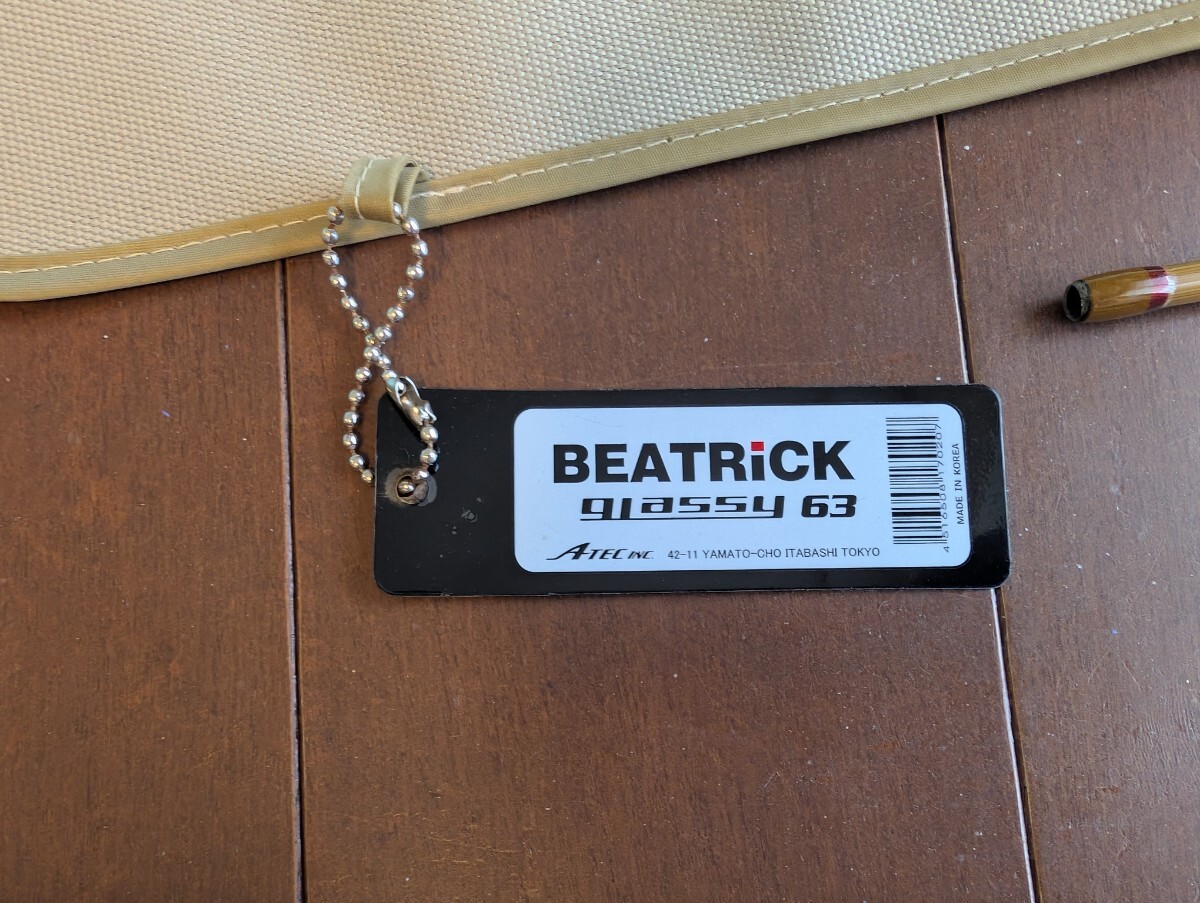 BEATRiCK
glassy 63
A-TEC INC. 42-11 YAMATO-CHO ITABASHI TOKYO
MADE IN KOREA